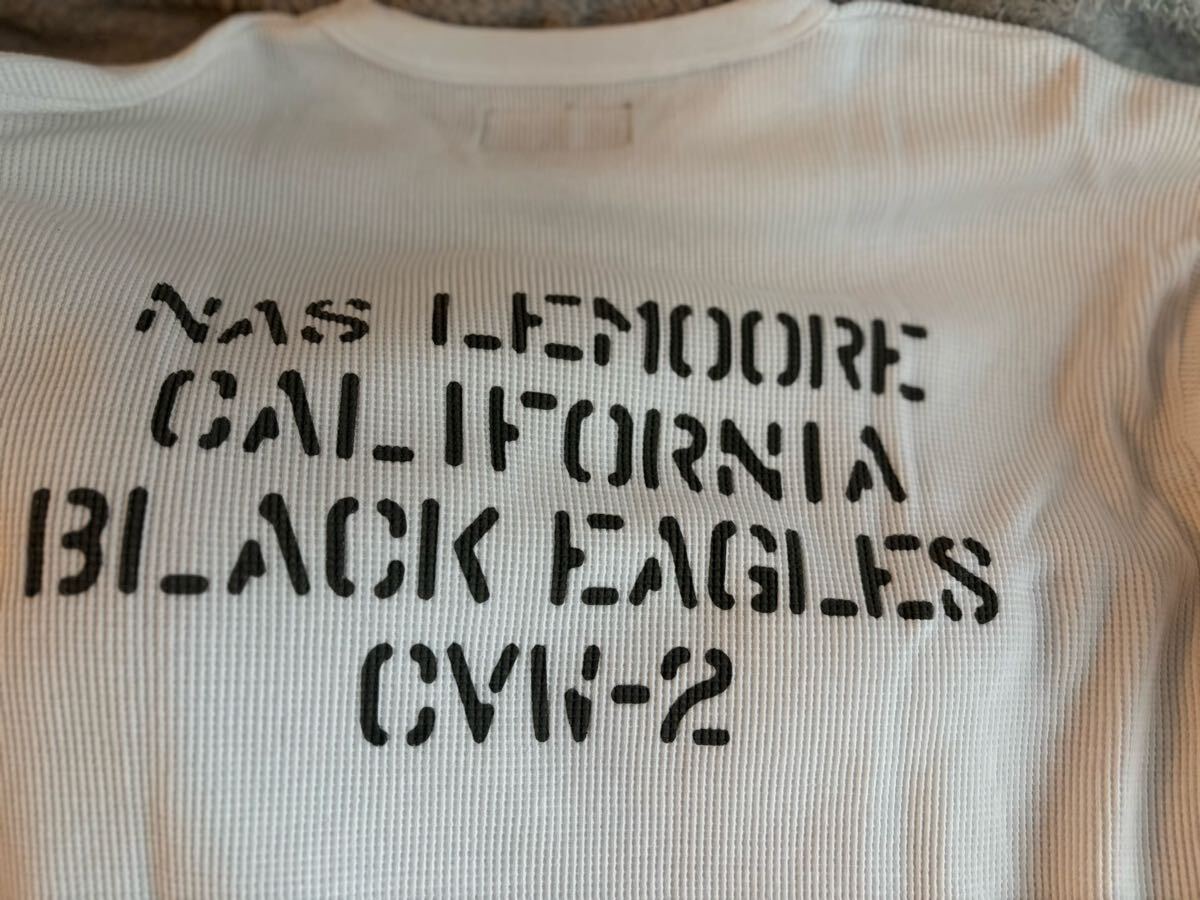 NAS LEMOORE
CALIFORNIA
BLACK EAGLES
CVW-2